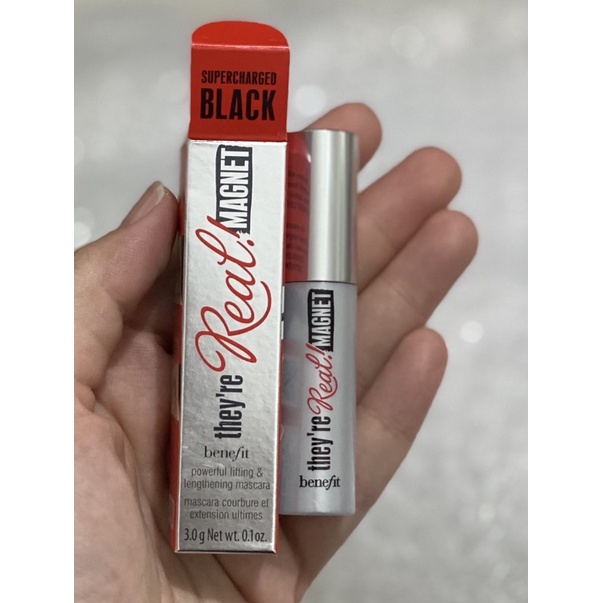 SUPERCHARGED
BLACK
they're Real! MAGNET
benefit
powerful lifting &
lengthening mascara
mascara courbure et
extension ultimes
3.0 g Net wt. 0.1oz.
they're Real! MAGNET
benefit